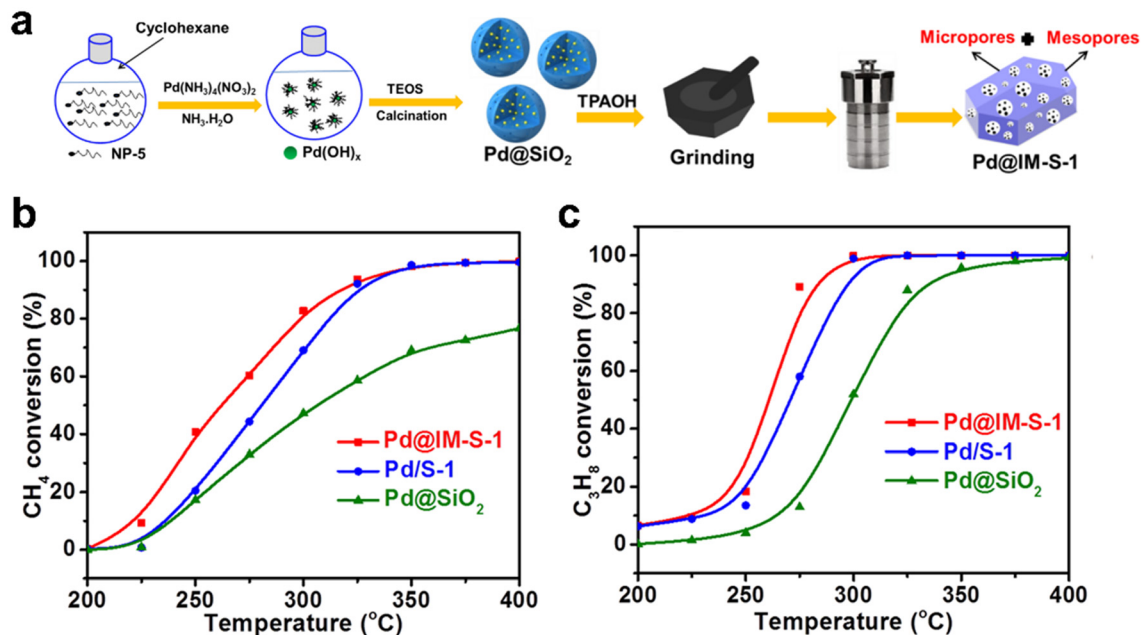 a
Cyclohexane
Pd(NH3)4(NO3)2
NH3.H2O
NP-5
Pd(OH)x
TEOS
Calcination
Pd@SiO2
TPAOH
Grinding
Micropores + Mesopores
Pd@IM-S-1
b
CH4 conversion (%)
100
80
60
40
20
0
Pd@IM-S-1
Pd/S-1
Pd@SiO2
200 250 300 350 400
Temperature (oC)
c
C3H8 conversion (%)
100
80
60
40
20
0
Pd@IM-S-1
Pd/S-1
Pd@SiO2
200 250 300 350 400
Temperature (oC)